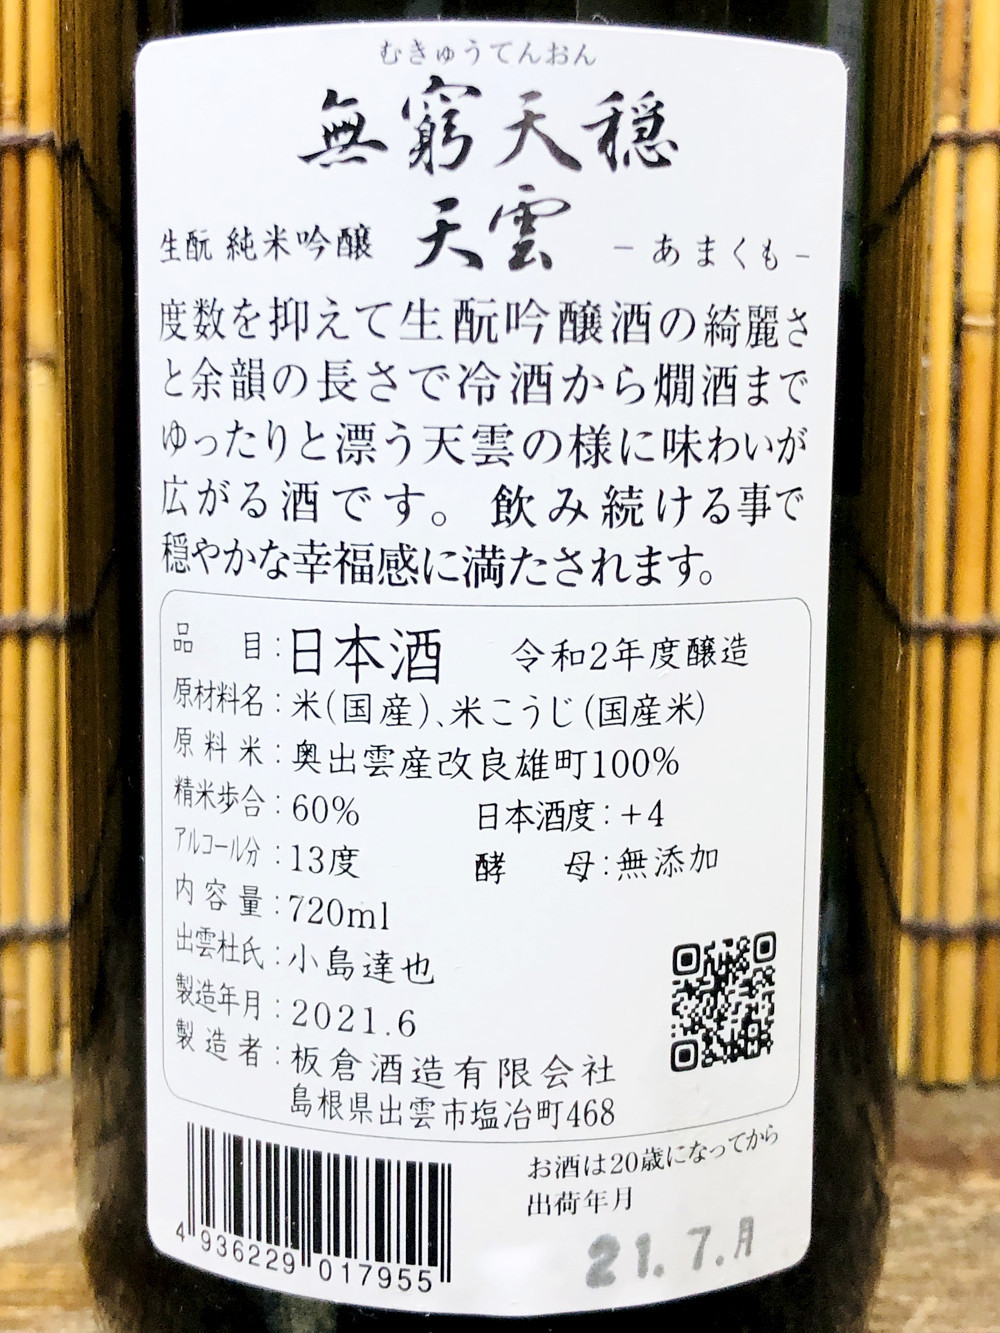 むきゅうてんおん
無窮天穏
生酛 純米吟醸 天雲 －あまくも－
度数を抑えて生酛吟醸酒の綺麗さ
と余韻の長さで冷酒から燗酒まで
ゆったりと漂う天雲の様に味わいが
広がる酒です。飲み続ける事で
穏やかな幸福感に満たされます。
品目:日本酒 令和2年度醸造
原材料名:米(国産)、米こうじ(国産米)
原料米:奥出雲産改良雄町100%
精米歩合:60% 日本酒度:+4
アルコール分:13度 酵母:無添加
内容量:720ml
出雲杜氏:小島達也
製造年月:2021.6
製造者:板倉酒造有限会社
島根県出雲市塩冶町468
お酒は20歳になってから
出荷年月
21.7.月
4 936229 017955